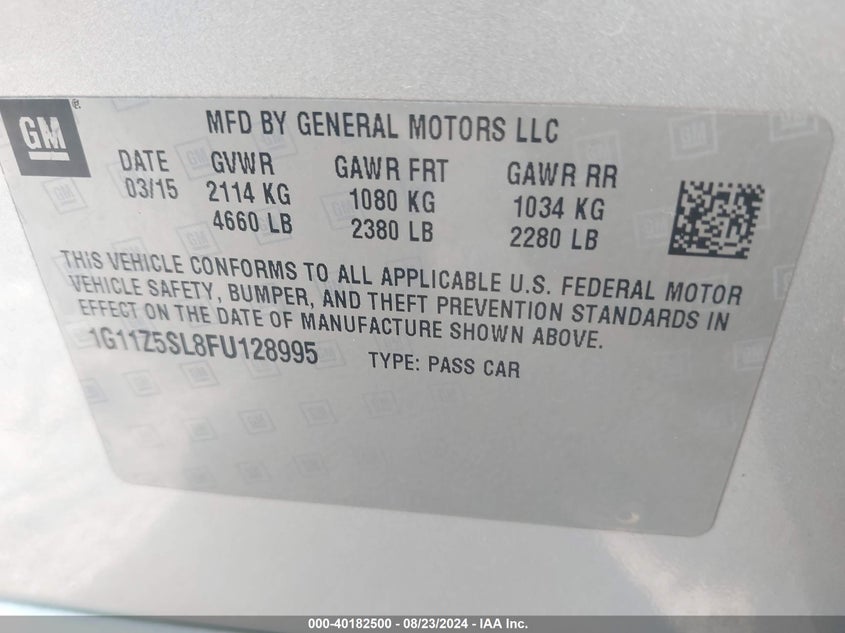 GM
MFD BY GENERAL MOTORS LLC
DATE GVWR GAWR FRT GAWR RR
03/15 2114 KG 1080 KG 1034 KG
4660 LB 2380 LB 2280 LB
THIS VEHICLE CONFORMS TO ALL APPLICABLE U.S. FEDERAL MOTOR
VEHICLE SAFETY, BUMPER, AND THEFT PREVENTION STANDARDS IN
EFFECT ON THE DATE OF MANUFACTURE SHOWN ABOVE.
1G11Z5SL8FU128995 TYPE: PASS CAR
000-40182500 - 08/23/2024 - IAA Inc.